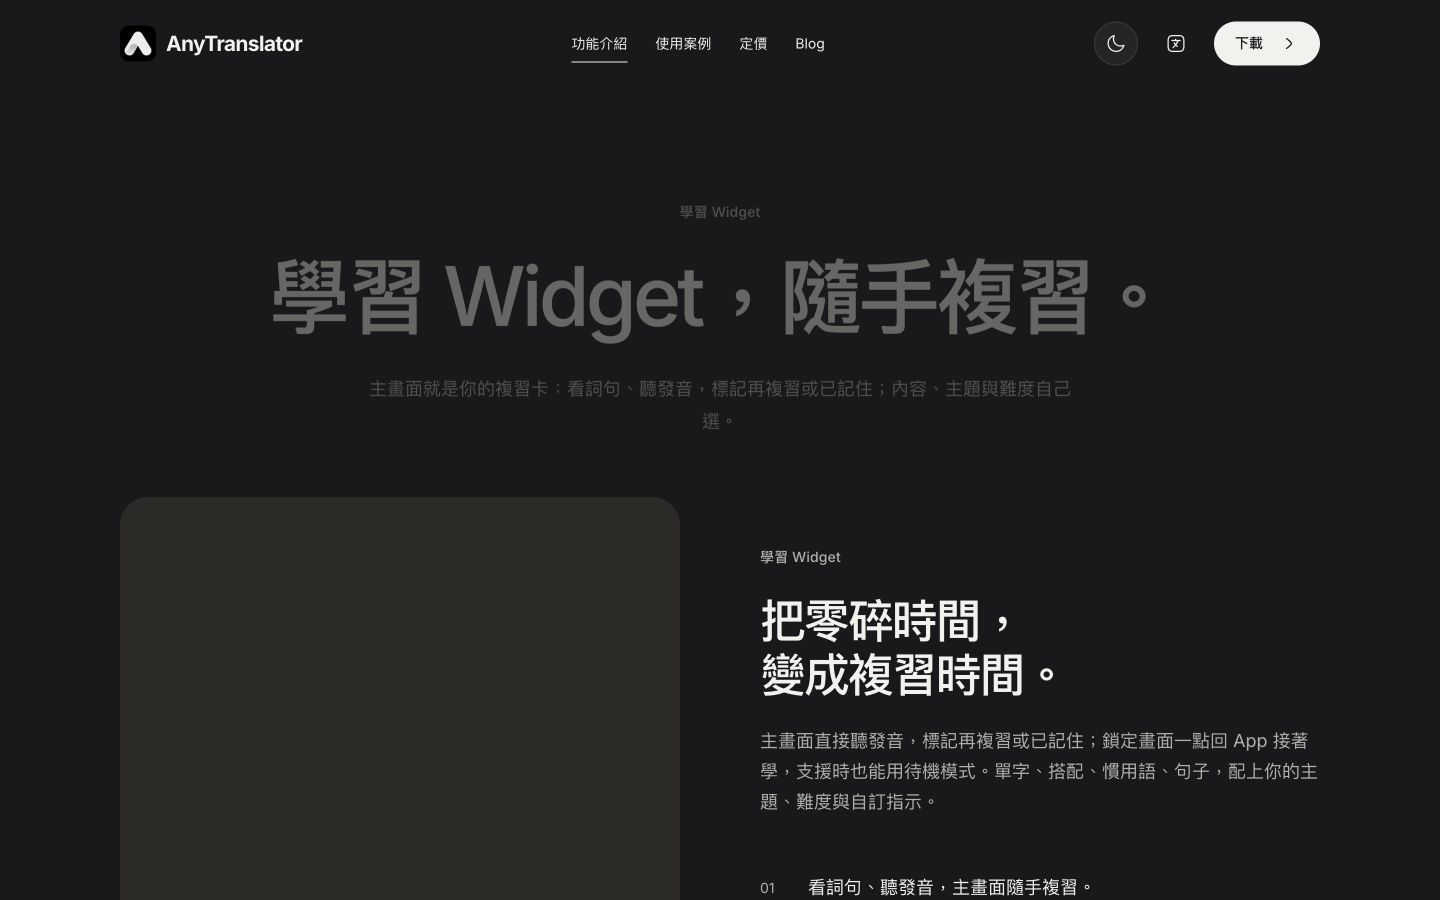 AnyTranslator
功能介紹
使用案例
定價
Blog
下載
學習 Widget
學習 Widget，隨手複習。
主畫面就是你的複習卡：看詞句、聽發音，標記再複習或已記住；內容、主題與難度自己
選。
學習 Widget
把零碎時間，
變成複習時間。
主畫面直接聽發音，標記再複習或已記住；鎖定畫面一點回 App 接著
學，支援時也能用待機模式。單字、搭配、慣用語、句子，配上你的主
題、難度與自訂指示。
01 看詞句、聽發音，主畫面隨手複習。